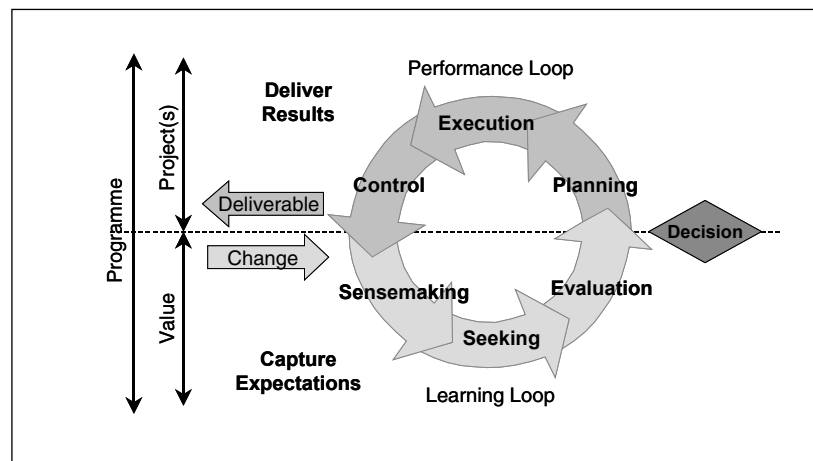 Performance Loop
Deliver
Results
Execution
Project(s)
Control
Planning
Deliverable
Programme
Decision
Change
Sensemaking
Evaluation
Value
Seeking
Capture
Expectations
Learning Loop